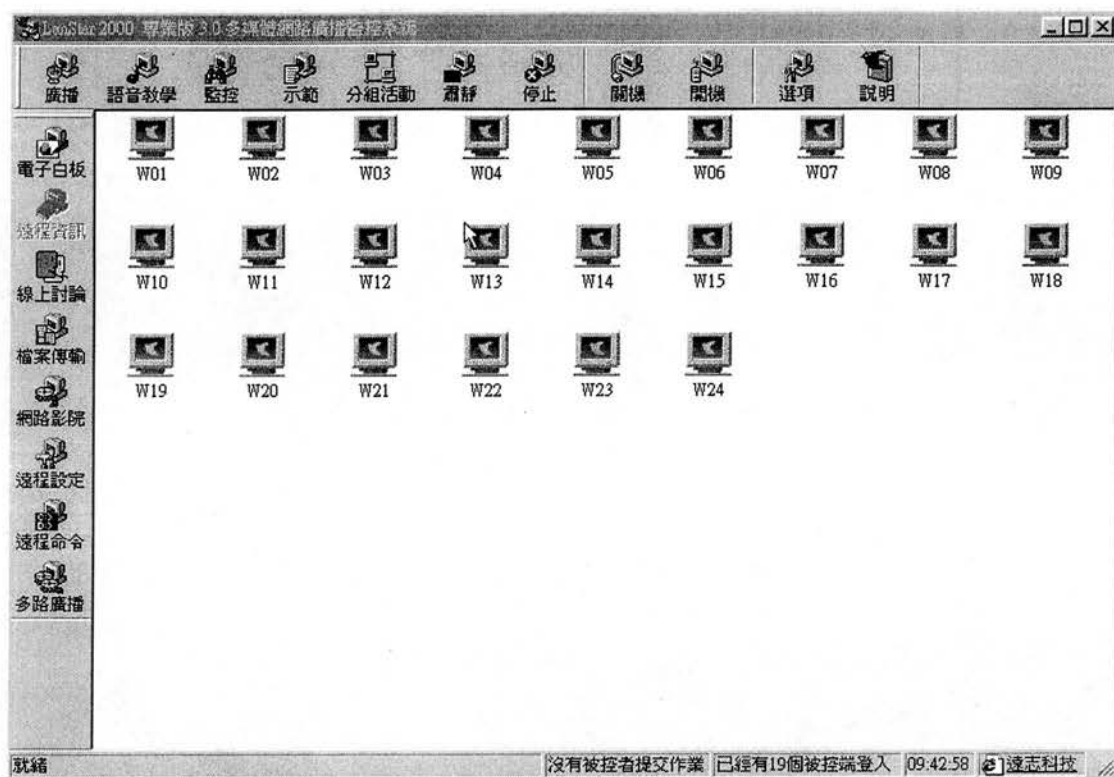 LanStar 2000 專業版 3.0 多媒體網路廣播監控系統
廣播 語音教學 監控 示範 分組活動 肅靜 停止 關機 開機 選項 說明
電子白板
遠程資訊
線上討論
檔案傳輸
網路影院
遠程設定
遠程命令
多路廣播
W01 W02 W03 W04 W05 W06 W07 W08 W09
W10 W11 W12 W13 W14 W15 W16 W17 W18
W19 W20 W21 W22 W23 W24
就緒 沒有被控者提交作業 已經有19個被控端登入 09:42:58 遠志科技